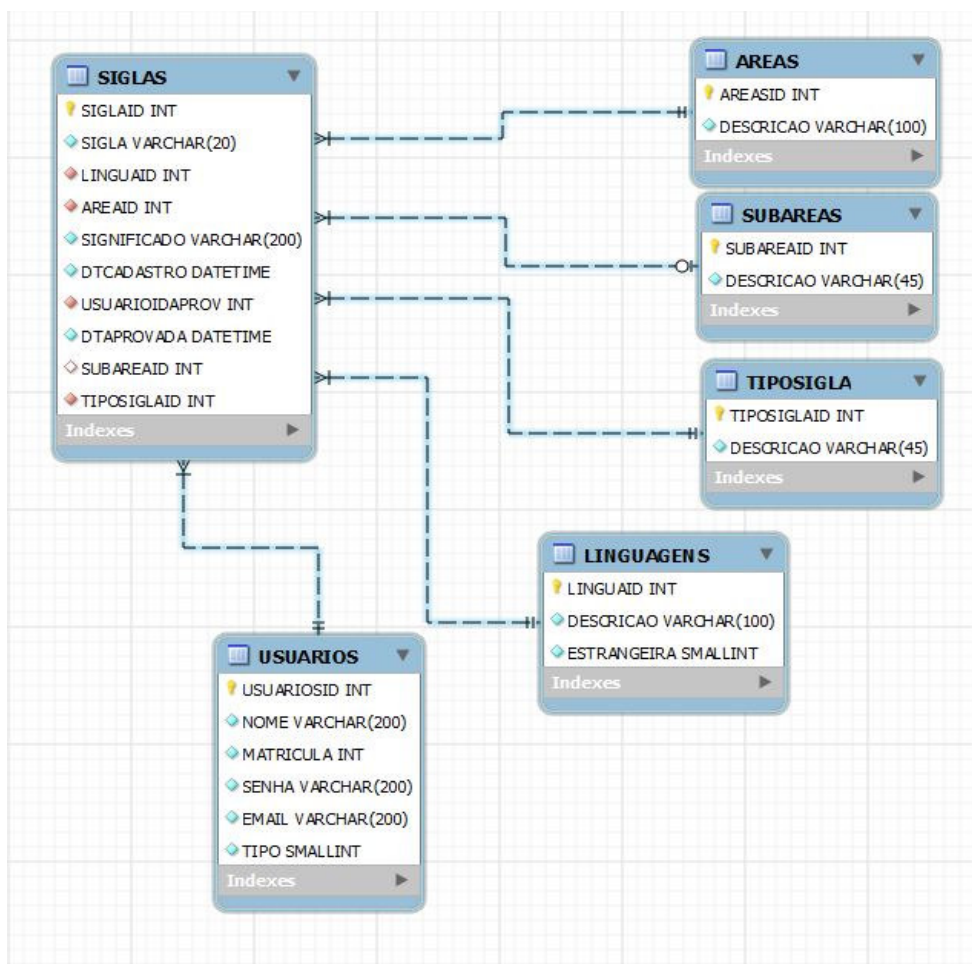 SIGLAS
SIGLAID INT
SIGLA VARCHAR(20)
LINGUAID INT
AREAID INT
SIGNIFICADO VARCHAR(200)
DTCADASTRO DATETIME
USUARIOIDAPROV INT
DTAPROVADA DATETIME
SUBAREAID INT
TIPOSIGLAID INT
Indexes
AREAS
AREASID INT
DESCRICAO VARCHAR(100)
Indexes
SUBAREAS
SUBAREAID INT
DESCRICAO VARCHAR(45)
Indexes
TIPOSIGLA
TIPOSIGLAID INT
DESCRICAO VARCHAR(45)
Indexes
LINGUAGENS
LINGUAID INT
DESCRICAO VARCHAR(100)
ESTRANGEIRA SMALLINT
Indexes
USUARIOS
USUARIOSID INT
NOME VARCHAR(200)
MATRICULA INT
SENHA VARCHAR(200)
EMAIL VARCHAR(200)
TIPO SMALLINT
Indexes